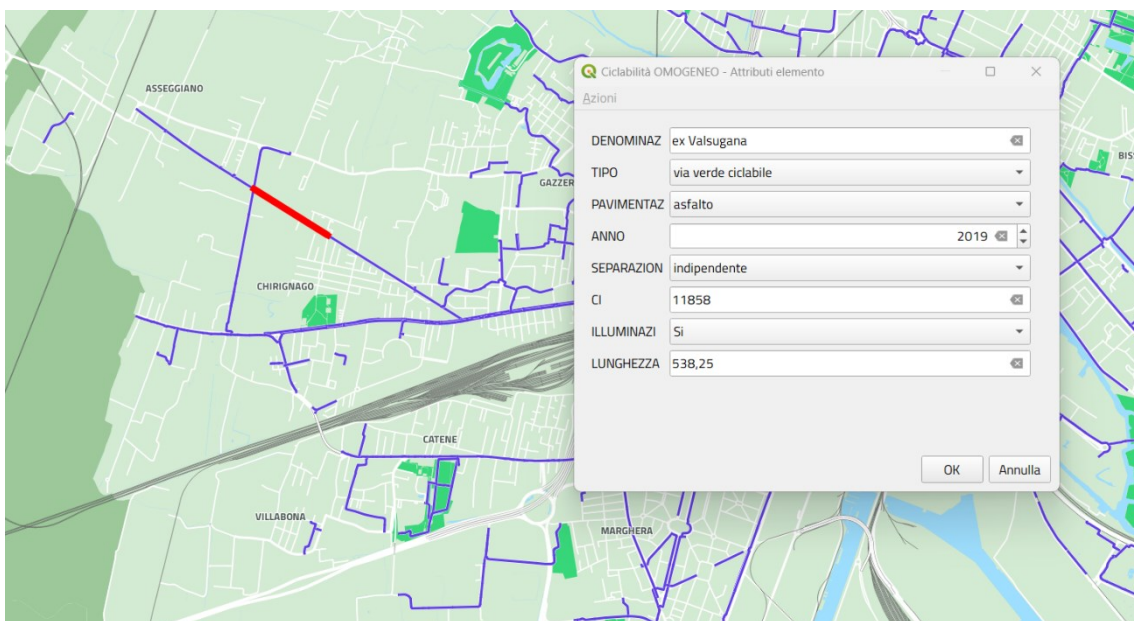 ASSEGGIANO
GAZZER
CHIRIGNAGO
CATENE
VILLABONA
MARGHERA
BIS
Ciclabilità OMOGENEO - Attributi elemento
Azioni
DENOMINAZ ex Valsugana
TIPO via verde ciclabile
PAVIMENTAZ asfalto
ANNO 2019
SEPARAZION indipendente
CI 11858
ILLUMINAZI Si
LUNGHEZZA 538,25
OK Annulla